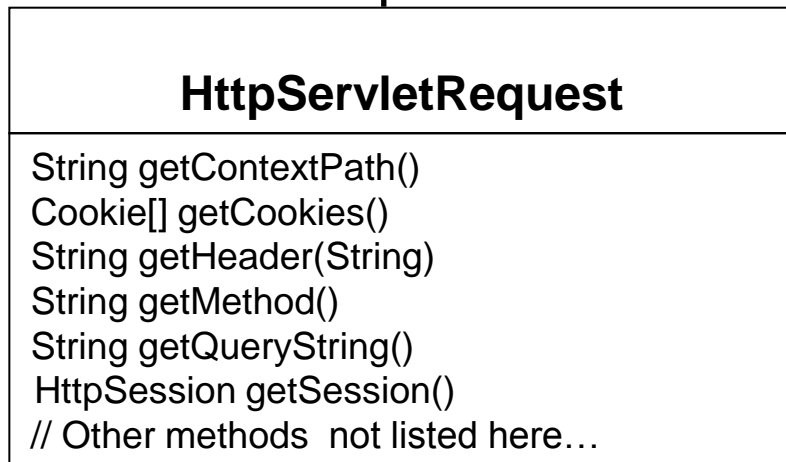 HttpServletRequest
String getContextPath()
Cookie[] getCookies()
String getHeader(String)
String getMethod()
String getQueryString()
HttpSession getSession()
// Other methods  not listed here…